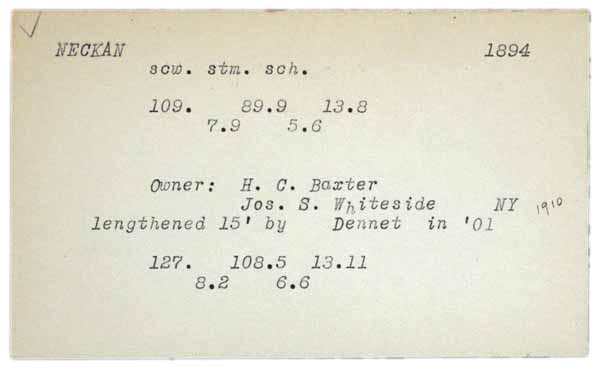 ✓
NECKAN 1894
scw. stm. sch.
109. 89.9 13.8
7.9 5.6
Owner: H. C. Baxter
Jos. S. Whiteside NY 1910
lengthened 15' by Dennet in '01
127. 108.5 13.11
8.2 6.6